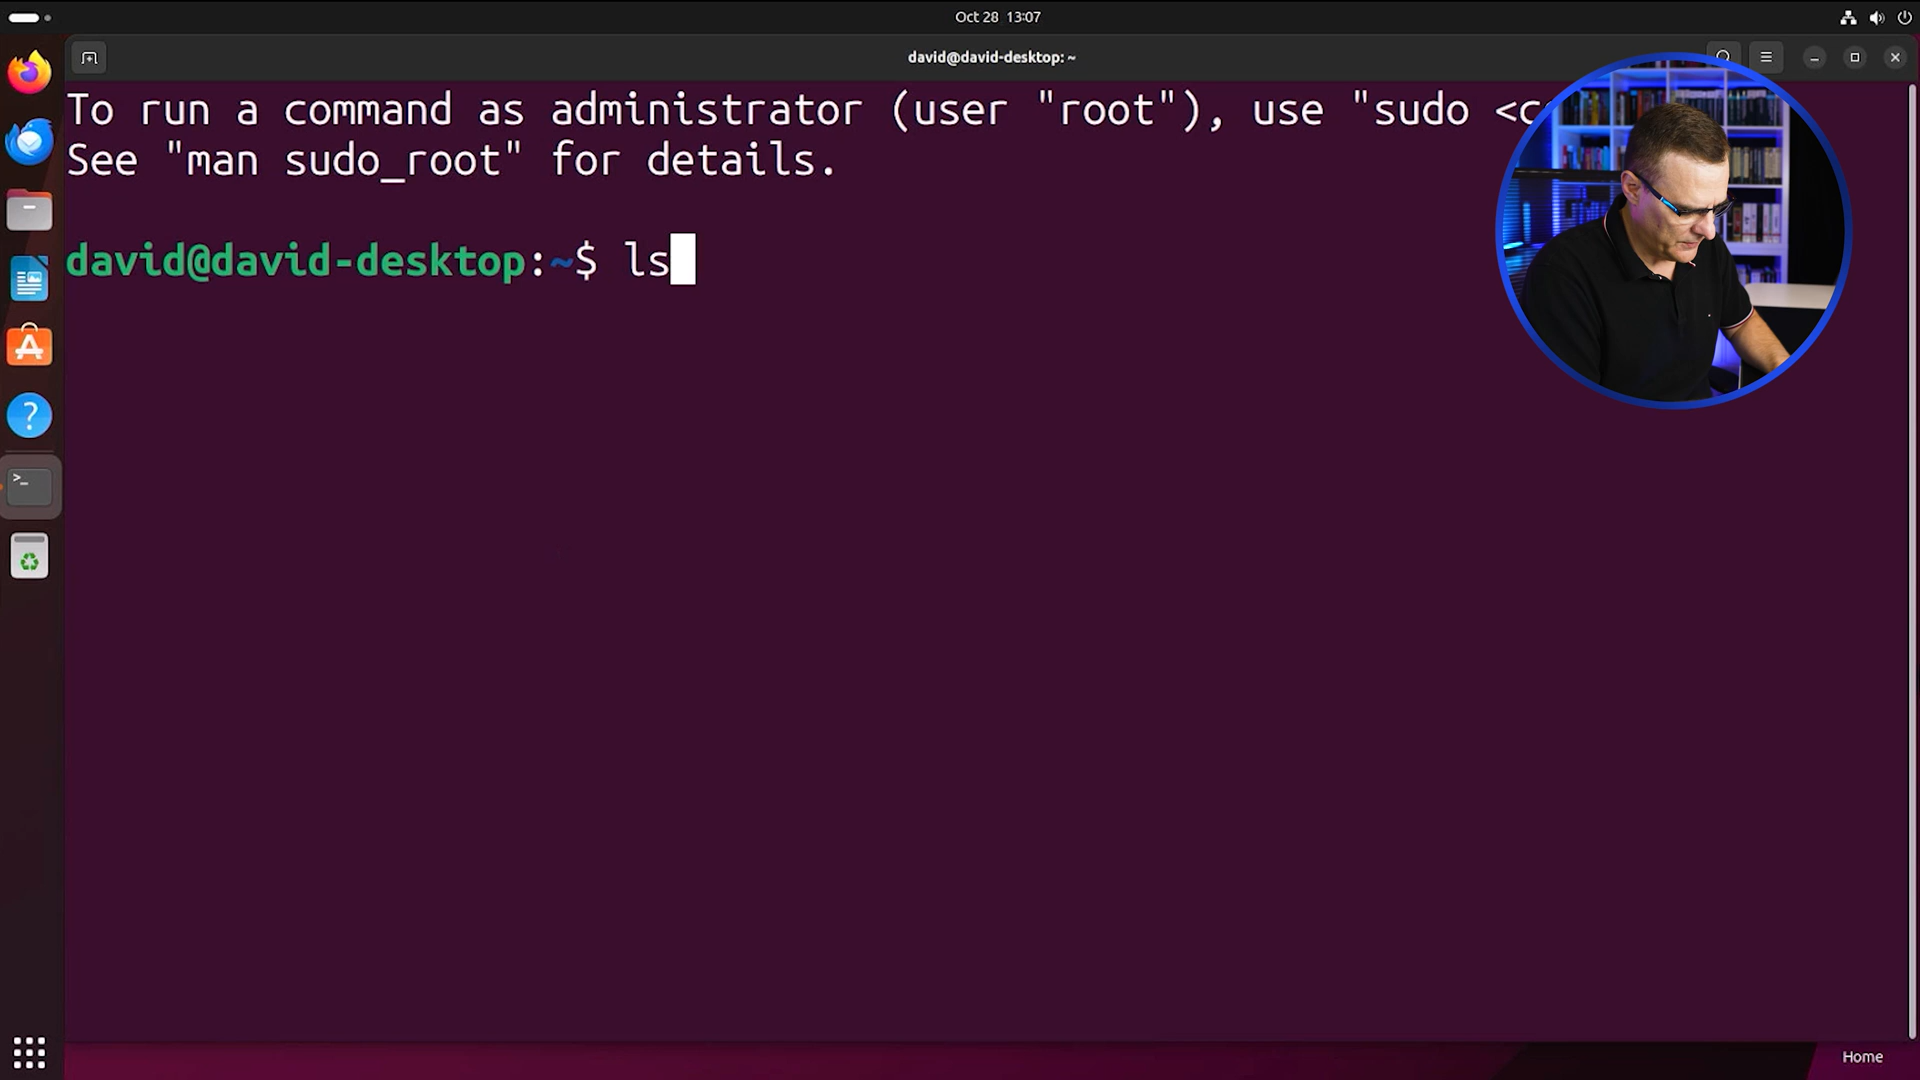 Oct 28 13:07
david@david-desktop: ~
To run a command as administrator (user "root"), use "sudo <c
See "man sudo_root" for details.
david@david-desktop:~$ ls
Home